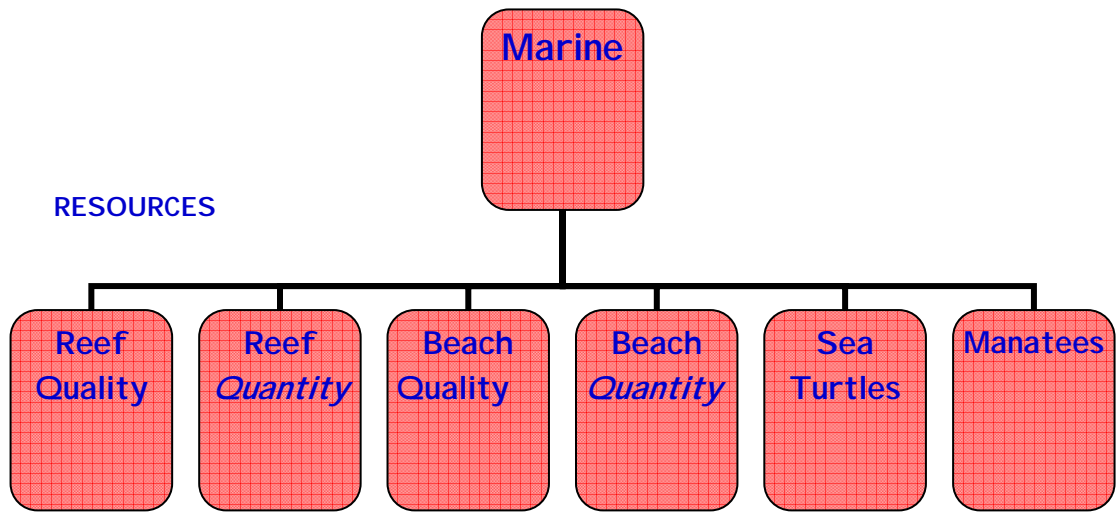 Marine
RESOURCES
Reef
Quality
Reef
Quantity
Beach
Quality
Beach
Quantity
Sea
Turtles
Manatees